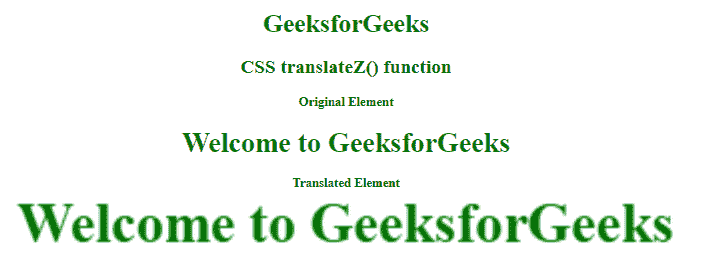 GeeksforGeeks
CSS translateZ() function
Original Element
Welcome to GeeksforGeeks
Translated Element
Welcome to GeeksforGeeks